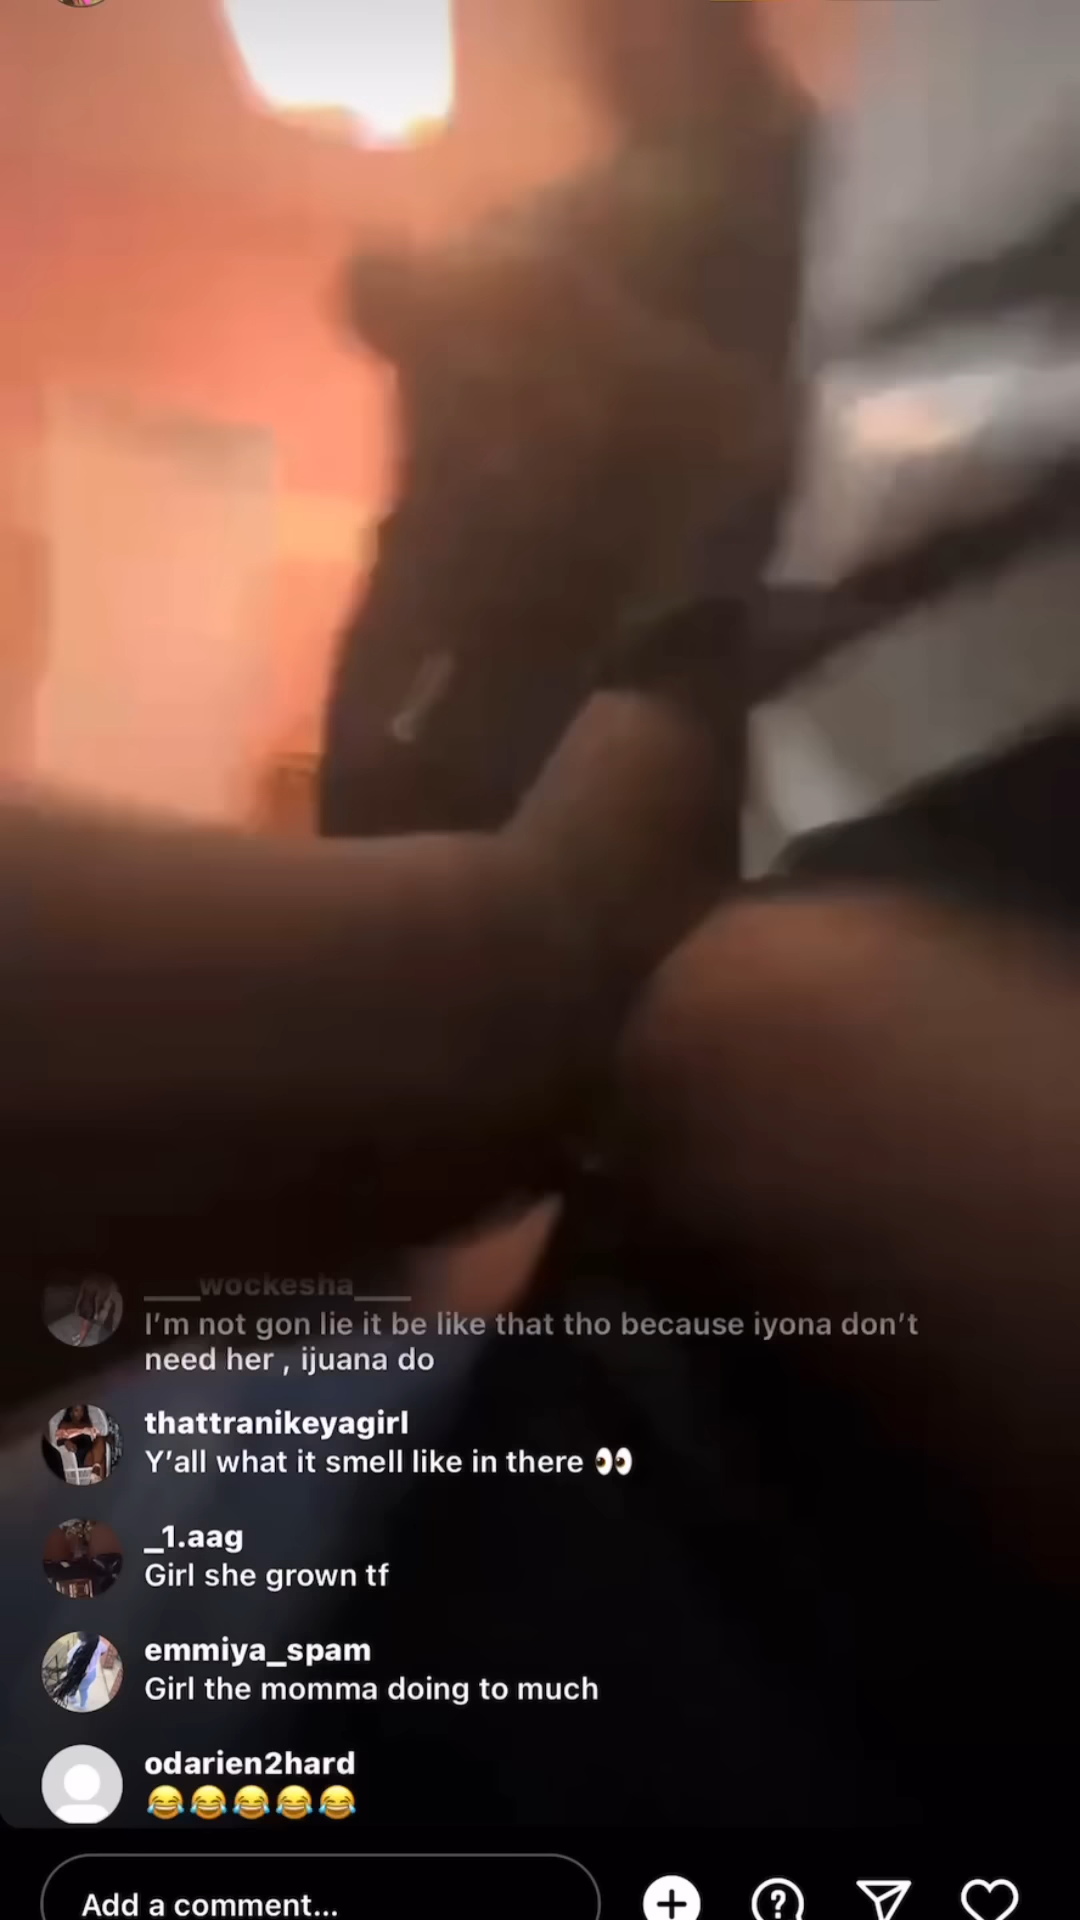 ___wockesha___
I’m not gon lie it be like that tho because iyona don’t
need her , ijuana do
thattranikeyagirl
Y’all what it smell like in there 👀
_1.aag
Girl she grown tf
emmiya_spam
Girl the momma doing to much
odarien2hard
😂😂😂😂😂
Add a comment...